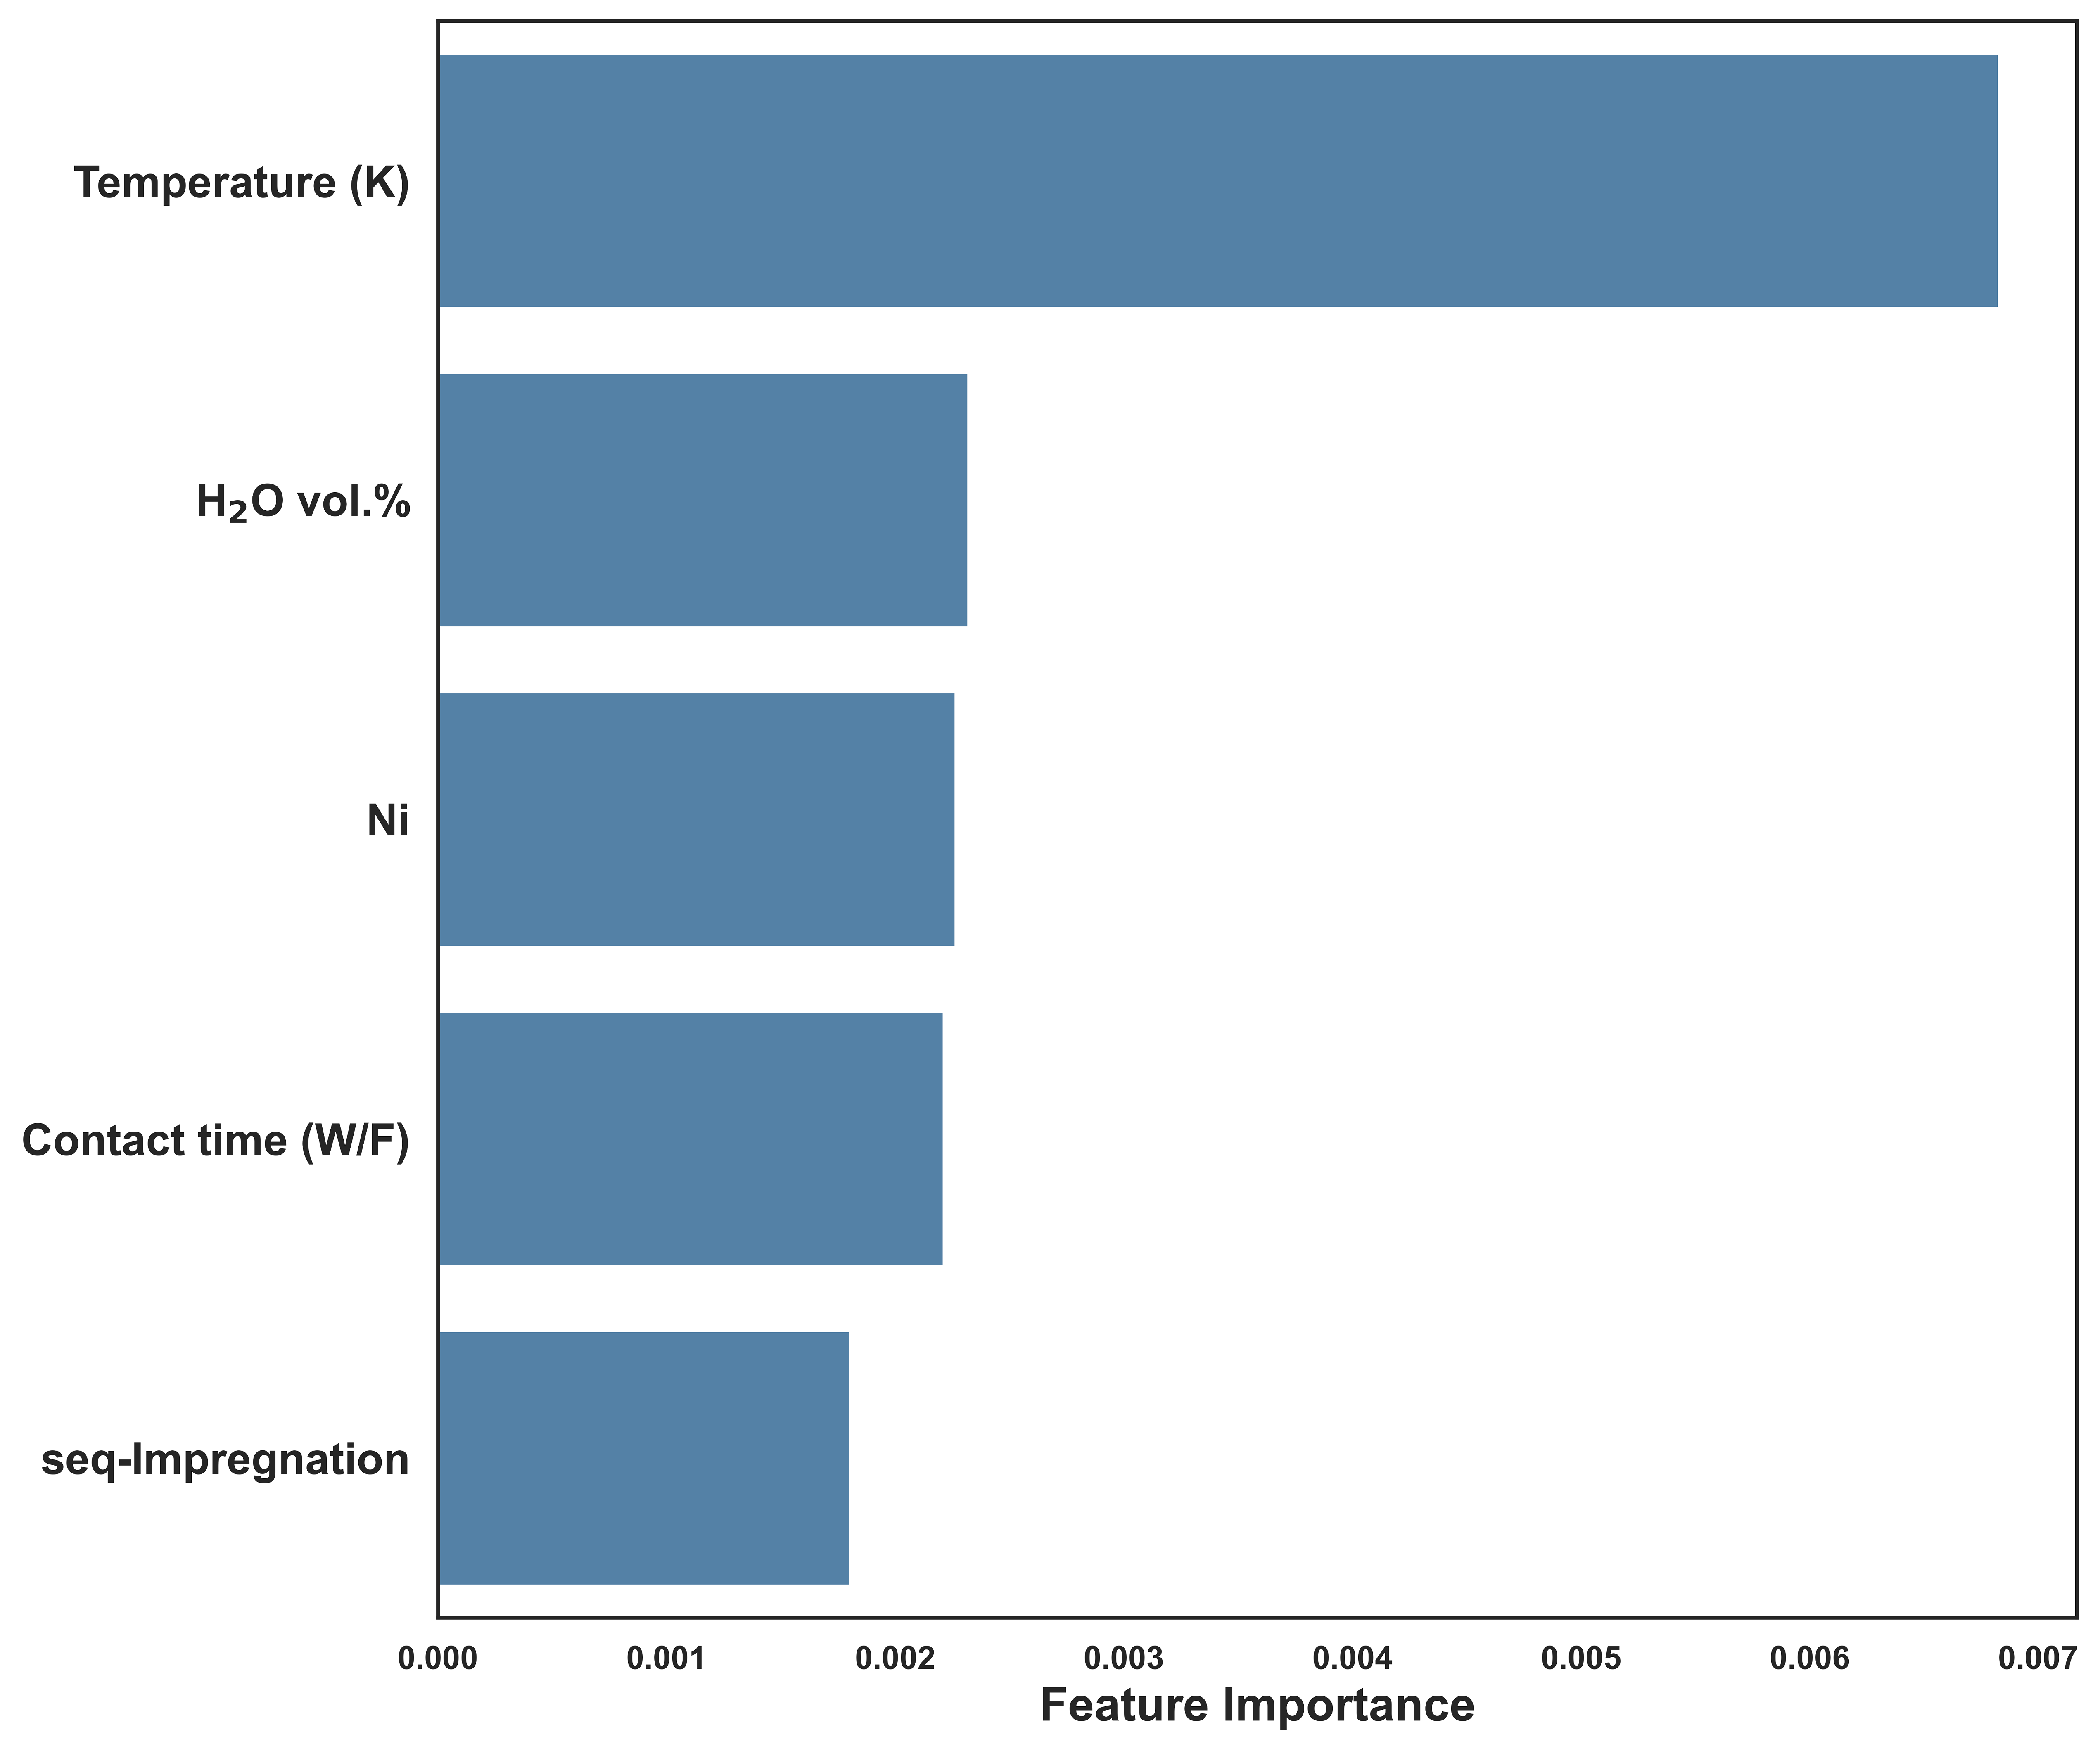 Temperature (K)
H₂O vol.%
Ni
Contact time (W/F)
seq-Impregnation
0.000 0.001 0.002 0.003 0.004 0.005 0.006 0.007
Feature Importance